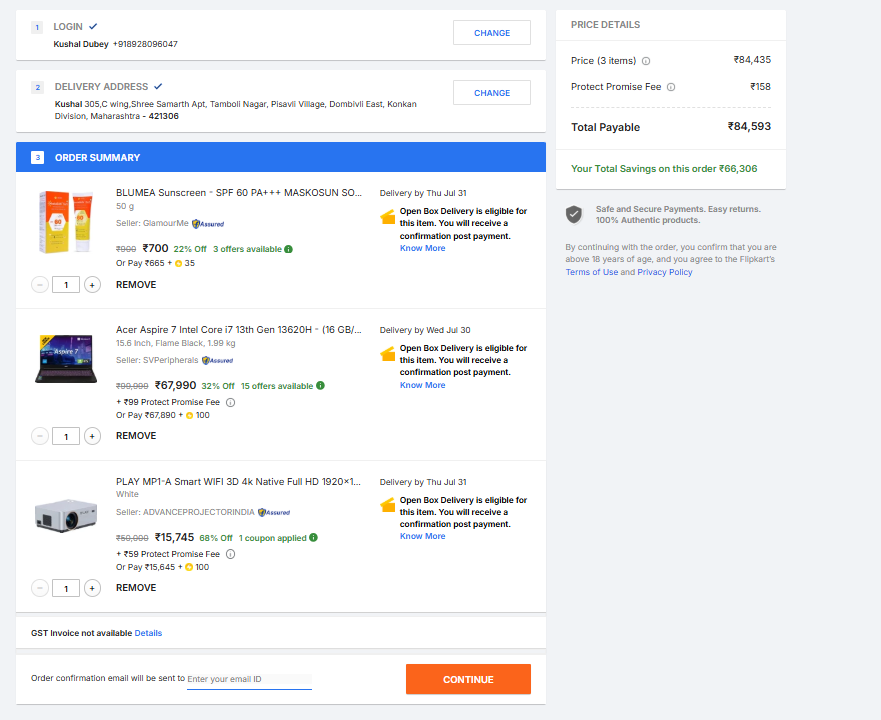 1 LOGIN
Kushal Dubey +918928096047
CHANGE
2 DELIVERY ADDRESS
Kushal 305,C wing,Shree Samarth Apt, Tamboli Nagar, Pisavli Village, Dombivli East, Konkan
Division, Maharashtra - 421306
CHANGE
3 ORDER SUMMARY
BLUMEA Sunscreen - SPF 60 PA+++ MASKOSUN SO...
50 g
Seller: GlamourMe Assured
₹900 ₹700 22% Off 3 offers available
Or Pay ₹665 + 35
1
REMOVE
Delivery by Thu Jul 31
Open Box Delivery is eligible for
this item. You will receive a
confirmation post payment.
Know More
Acer Aspire 7 Intel Core i7 13th Gen 13620H - (16 GB/...
15.6 Inch, Flame Black, 1.99 kg
Seller: SVPeripherals Assured
₹99,999 ₹67,990 32% Off 15 offers available
+ ₹99 Protect Promise Fee
Or Pay ₹67,890 + 100
1
REMOVE
Delivery by Wed Jul 30
Open Box Delivery is eligible for
this item. You will receive a
confirmation post payment.
Know More
PLAY MP1-A Smart WIFI 3D 4k Native Full HD 1920×1...
White
Seller: ADVANCEPROJECTORINDIA Assured
₹50,000 ₹15,745 68% Off 1 coupon applied
+ ₹59 Protect Promise Fee
Or Pay ₹15,645 + 100
1
REMOVE
Delivery by Thu Jul 31
Open Box Delivery is eligible for
this item. You will receive a
confirmation post payment.
Know More
GST Invoice not available Details
Order confirmation email will be sent to Enter your email ID
CONTINUE
PRICE DETAILS
Price (3 items) ₹84,435
Protect Promise Fee ₹158
Total Payable ₹84,593
Your Total Savings on this order ₹66,306
Safe and Secure Payments. Easy returns.
100% Authentic products.
By continuing with the order, you confirm that you are
above 18 years of age, and you agree to the Flipkart's
Terms of Use and Privacy Policy